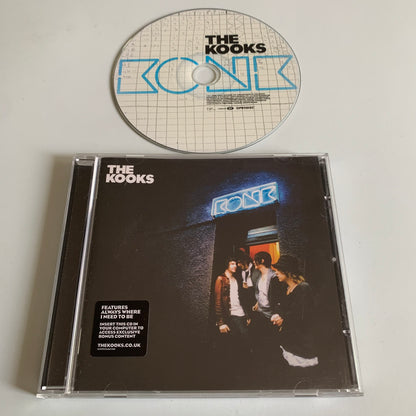 THE
KOOKS
KONK
THE
KOOKS
KONK
FEATURES
ALWAYS WHERE
I NEED TO BE
INSERT THIS CD IN
YOUR COMPUTER TO
ACCESS EXCLUSIVE
BONUS CONTENT
THEKOOKS.CO.UK